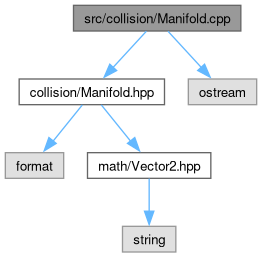 src/collision/Manifold.cpp
collision/Manifold.hpp
ostream
format
math/Vector2.hpp
string